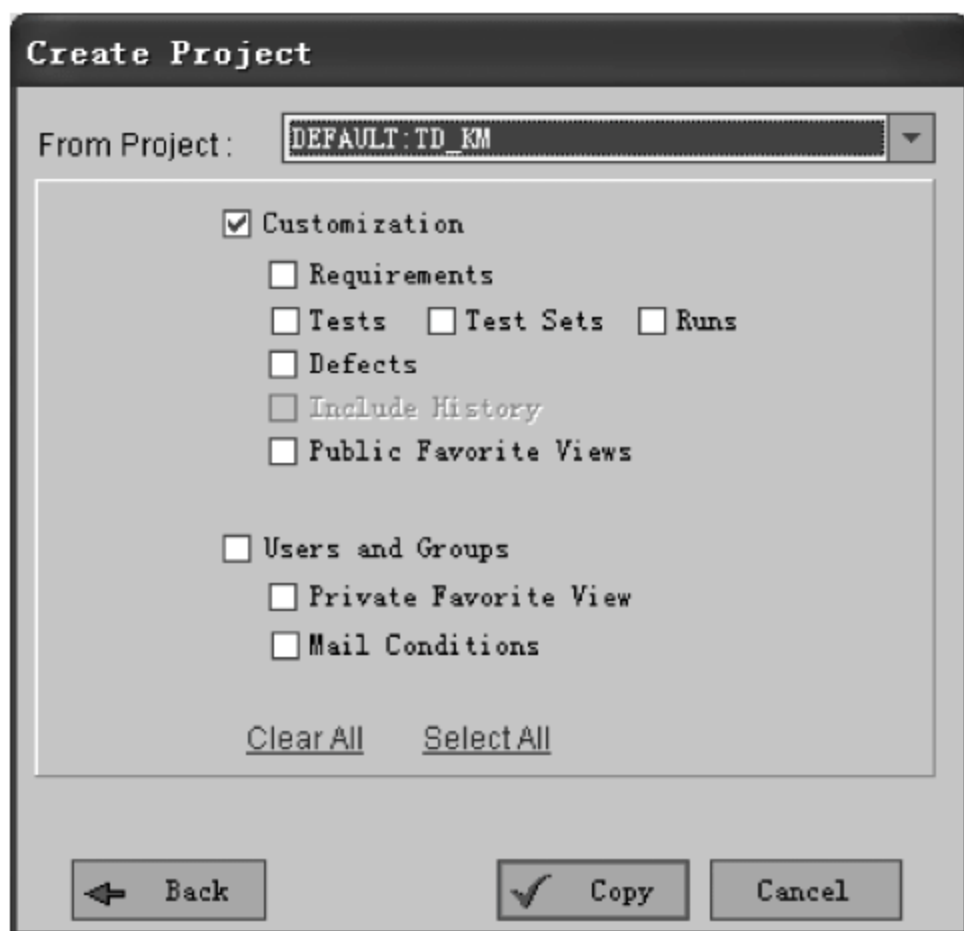 Create Project
From Project : DEFAULT:TD_KM
Customization
Requirements
Tests Test Sets Runs
Defects
Include History
Public Favorite Views
Users and Groups
Private Favorite View
Mail Conditions
Clear All Select All
Back Copy Cancel